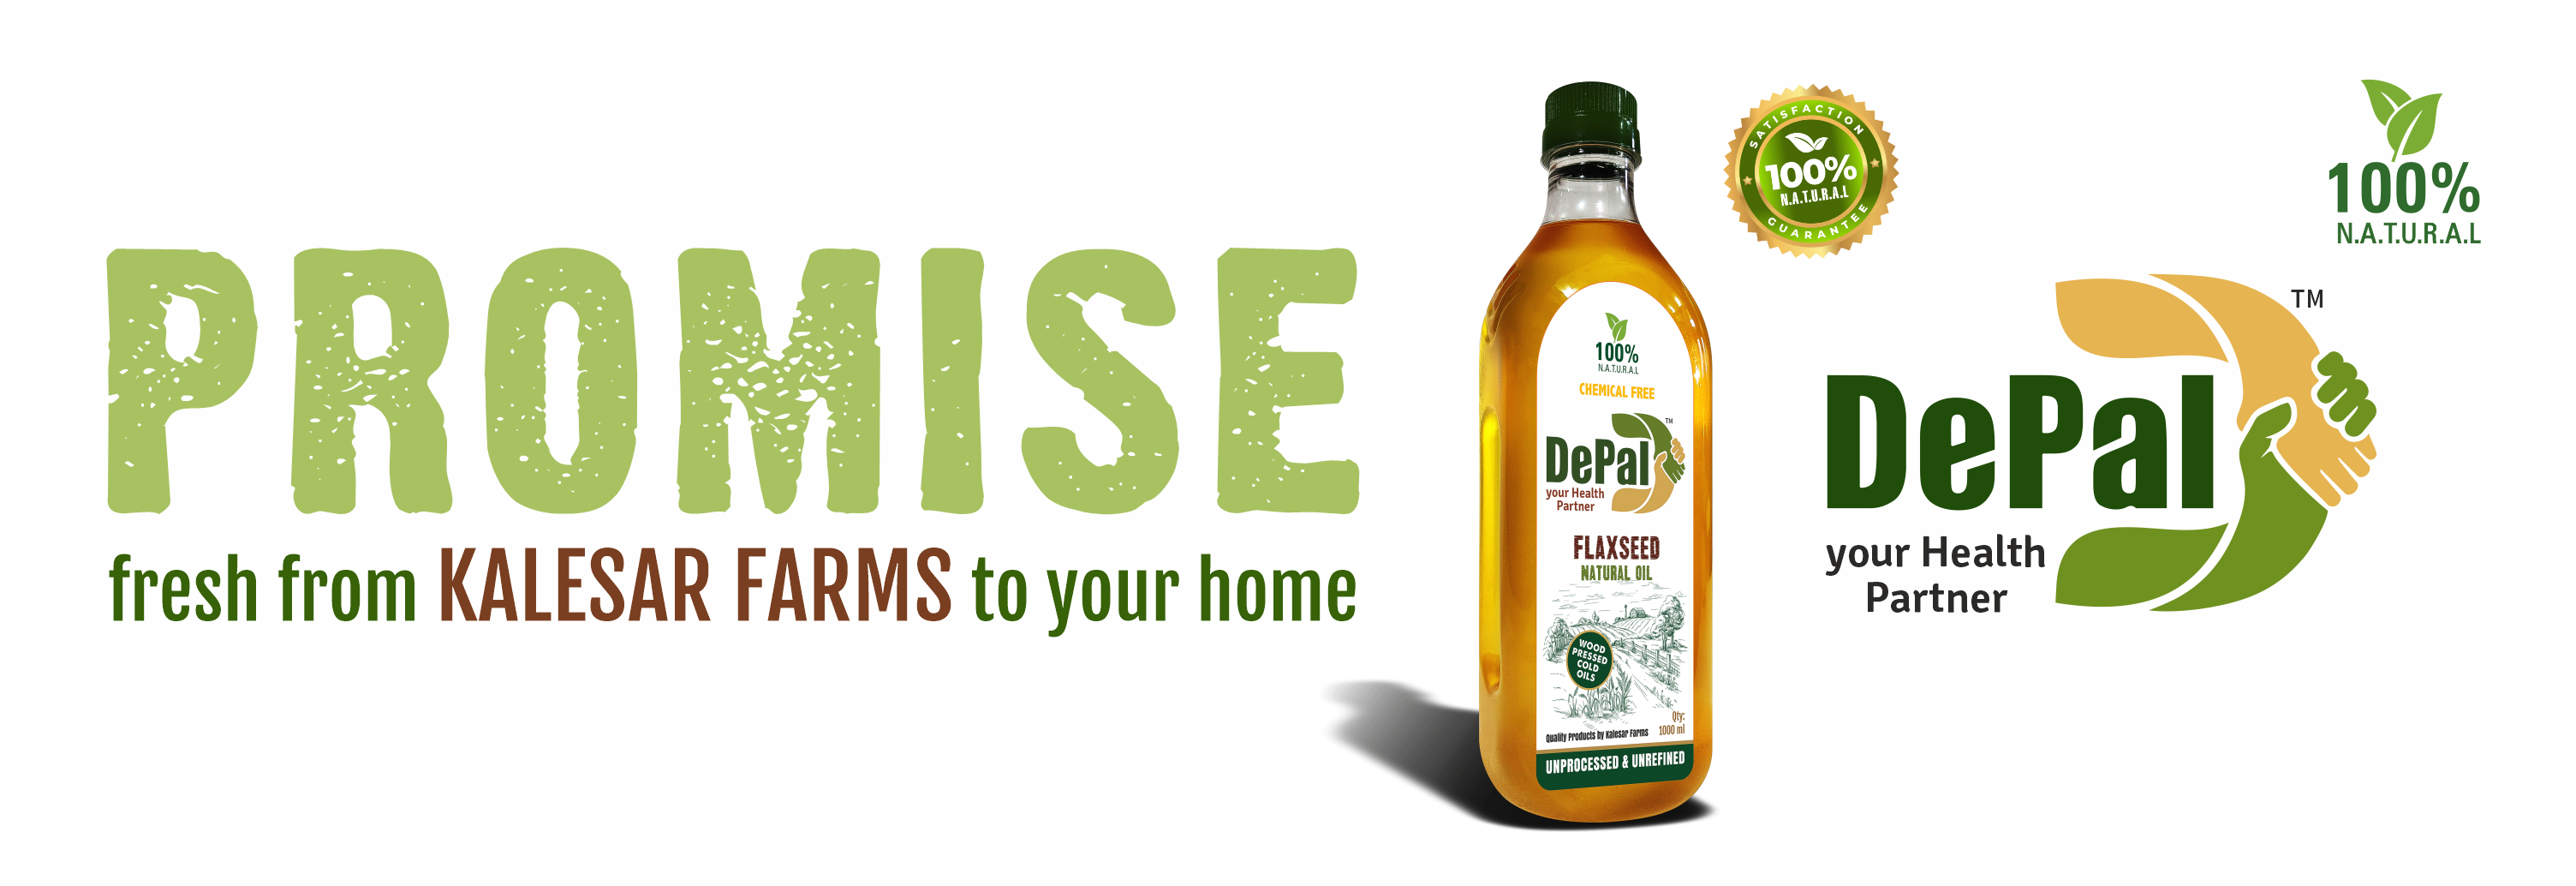 PROMISE
fresh from KALESAR FARMS to your home
100%
N.A.T.U.R.A.L
CHEMICAL FREE
DePal
TM
your Health
Partner
FLAXSEED
NATURAL OIL
WOOD
PRESSED
COLD
OILS
Qty:
1000 ml
Quality Products by Kalesar Farms
UNPROCESSED & UNREFINED
SATISFACTION
100%
N.A.T.U.R.A.L
GUARANTEE
100%
N.A.T.U.R.A.L
TM
DePal
your Health
Partner